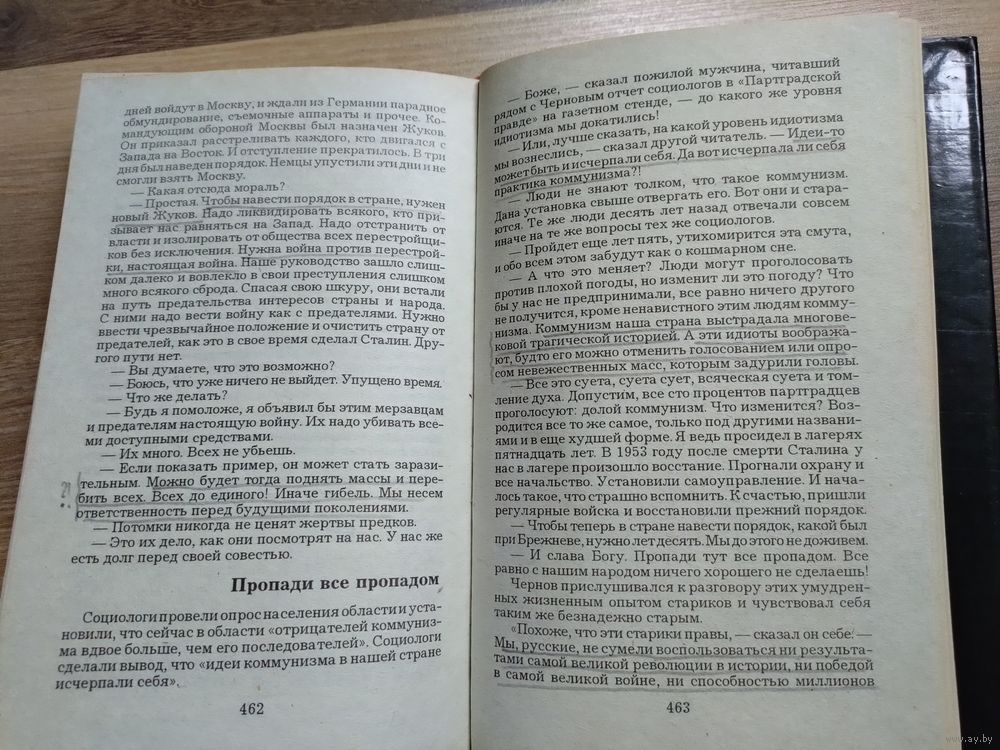 дней войдут в Москву, и ждали из Германии парадное
обмундирование, съемочные аппараты и прочее. Ко-
мандующим обороной Москвы был назначен Жуков.
Он приказал расстреливать каждого, кто двигался с
Запада на Восток. И отступление прекратилось. В три
дня был наведен порядок. Немцы упустили эти дни и не
смогли взять Москву.
— Какая отсюда мораль?
— Простая. Чтобы навести порядок в стране, нужен
новый Жуков. Надо ликвидировать всякого, кто при-
зывает нас равняться на Запад. Надо отстранить от
власти и изолировать от общества всех перестройщи-
ков без исключения. Нужна война против перестрой-
ки, настоящая война. Наше руководство зашло слиш-
ком далеко и вовлекло в свои преступления слишком
много всякого сброда. Спасая свою шкуру, они встали
на путь предательства интересов страны и народа.
С ними надо вести войну как с предателями. Нужно
ввести чрезвычайное положение и очистить страну от
предателей, как это в свое время сделал Сталин. Дру-
гого пути нет.
— Вы думаете, что это возможно?
— Боюсь, что уже ничего не выйдет. Упущено время.
— Что же делать?
— Будь я помоложе, я объявил бы этим мерзавцам
и предателям настоящую войну. Их надо убивать все-
ми доступными средствами.
— Их много. Всех не убьешь.
— Если показать пример, он может стать зарази-
тельным. Можно будет тогда поднять массы и пере-
бить всех. Всех до единого! Иначе гибель. Мы несем
ответственность перед будущими поколениями.
— Потомки никогда не ценят жертвы предков.
— Это их дело, как они посмотрят на нас. У нас же
есть долг перед своей совестью.
Пропади все пропадом
Социологи провели опрос населения области и уста-
новили, что сейчас в области «отрицателей коммуниз-
ма вдвое больше, чем его последователей». Социологи
сделали вывод, что «идеи коммунизма в нашей стране
исчерпали себя».
462
— Боже, — сказал пожилой мужчина, читавший
рядом с Черновым отчет социологов в «Партградской
правде» на газетном стенде, — до какого же уровня
идиотизма мы докатились!
— Или, лучше сказать, на какой уровень идиотизма
мы вознеслись, — сказал другой читатель. — Идеи-то
может быть и исчерпали себя. Да вот исчерпала ли себя
практика коммунизма?!
— Люди не знают толком, что такое коммунизм.
Дана установка свыше отвергать его. Вот они и стара-
ются. Те же люди десять лет назад отвечали совсем
иначе на те же вопросы тех же социологов.
— Пройдет еще лет пять, утихомирится эта смута,
и обо всем этом забудут как о кошмарном сне.
— А что это меняет? Люди могут проголосовать
против плохой погоды, но изменит ли это погоду? Что
бы у нас не предпринимали, все равно ничего другого
не получится, кроме ненавистного этим людям комму-
низма. Коммунизм наша страна выстрадала многове-
ковой трагической историей. А эти идиоты вообража-
ют, будто его можно отменить голосованием или опро-
сом невежественных масс, которым задурили головы.
— Все это суета, суета сует, всяческая суета и том-
ление духа. Допустим, все сто процентов партградцев
проголосуют: долой коммунизм. Что изменится? Воз-
родится все то же самое, только под другими названи-
ями и в еще худшей форме. Я ведь просидел в лагерях
пятнадцать лет. В 1953 году после смерти Сталина у
нас в лагере произошло восстание. Прогнали охрану и
все начальство. Установили самоуправление. И нача-
лось такое, что страшно вспомнить. К счастью, пришли
регулярные войска и восстановили прежний порядок.
— Чтобы теперь в стране навести порядок, какой был
при Брежневе, нужно лет десять. Мы до этого не доживем.
— И слава Богу. Пропади тут все пропадом. Все
равно с нашим народом ничего хорошего не сделаешь!
Чернов прислушивался к разговору этих умудрен-
ных жизненным опытом стариков и чувствовал себя
таким же безнадежно старым.
«Похоже, что эти старики правы, — сказал он себе. —
Мы, русские, не сумели воспользоваться ни результа-
тами самой великой революции в истории, ни победой
в самой великой войне, ни способностью миллионов
463
www.ay.by